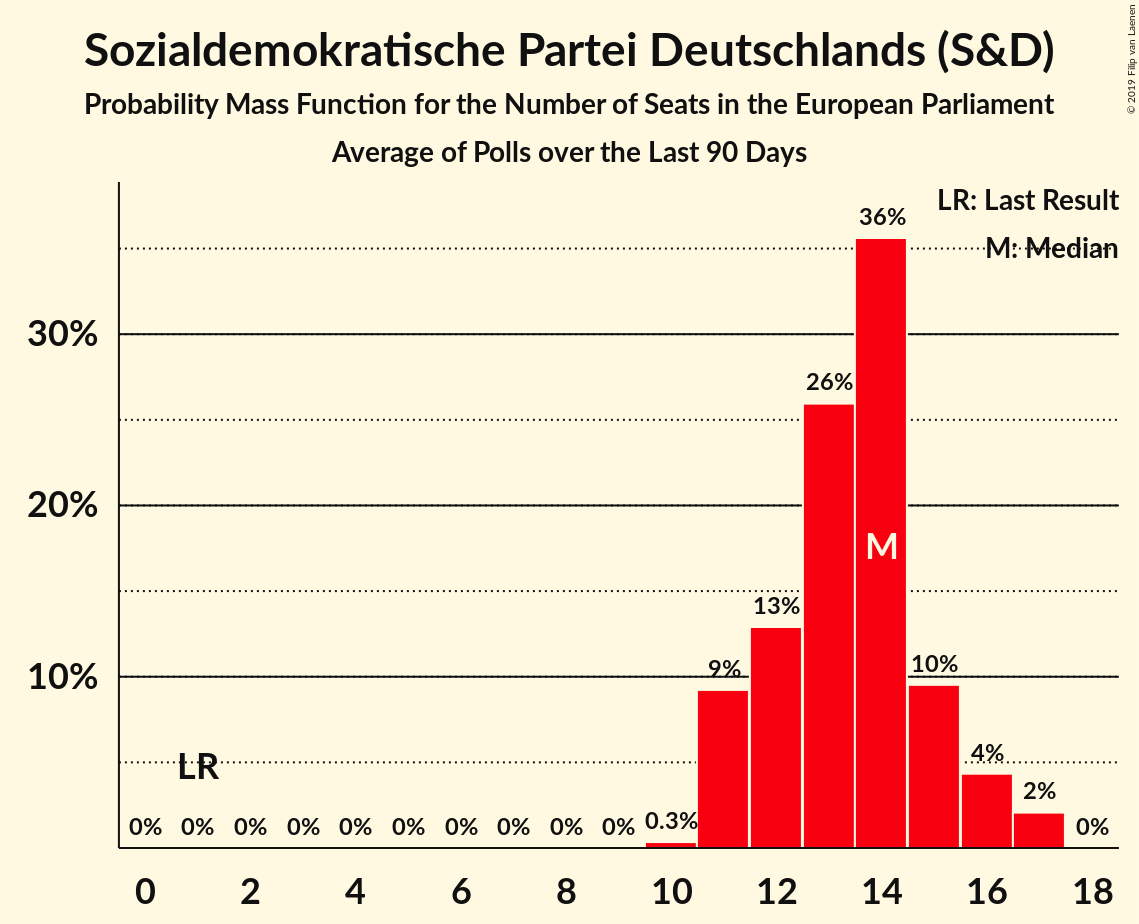 Sozialdemokratische Partei Deutschlands (S&D)
Probability Mass Function for the Number of Seats in the European Parliament
Average of Polls over the Last 90 Days
© 2019 Filip van Laenen
LR: Last Result
M: Median
36%
30%
26%
20%
M
13%
10%
9%
10%
LR
4%
2%
0% 0% 0% 0% 0% 0% 0% 0% 0% 0% 0.3% 0%
0 2 4 6 8 10 12 14 16 18